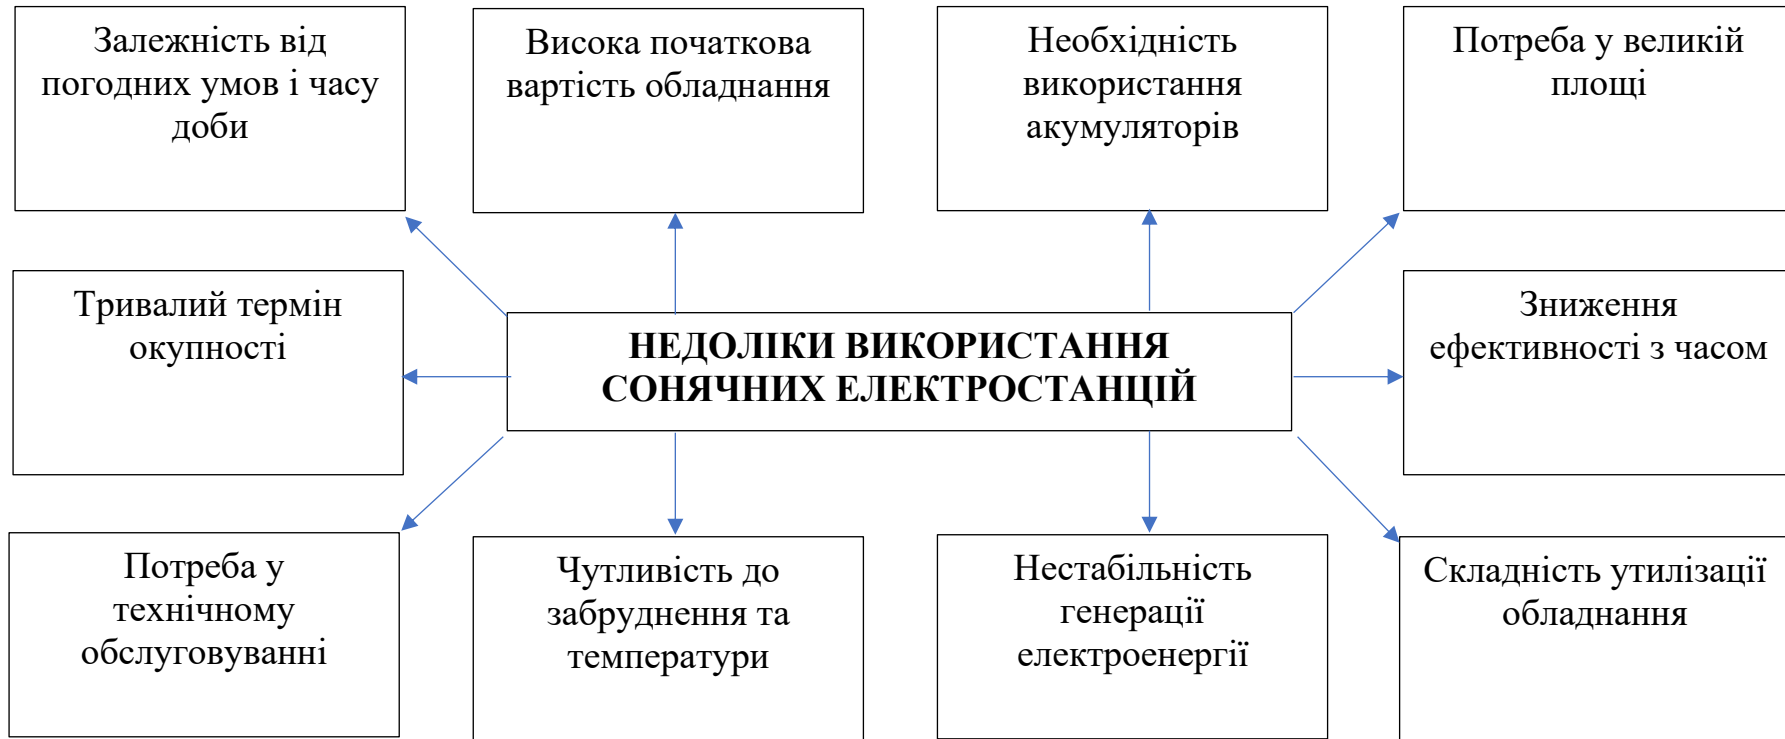 Залежність від
погодних умов і часу
доби
Висока початкова
вартість обладнання
Необхідність
використання
акумуляторів
Потреба у великій
площі
Тривалий термін
окупності
НЕДОЛІКИ ВИКОРИСТАННЯ
СОНЯЧНИХ ЕЛЕКТРОСТАНЦІЙ
Зниження
ефективності з часом
Потреба у
технічному
обслуговуванні
Чутливість до
забруднення та
температури
Нестабільність
генерації
електроенергії
Складність утилізації
обладнання